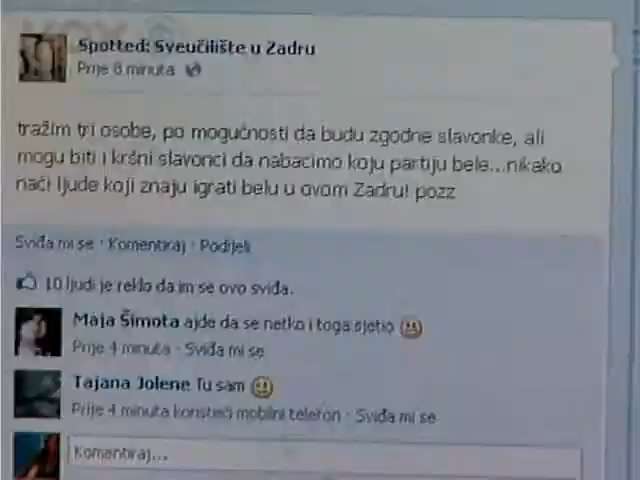 Spotted: Sveučilište u Zadru
Prije 8 minuta
tražim tri osobe, po mogućnosti da budu zgodne slavonke, ali
mogu biti i kršni slavonci da nabacimo koju partiju bele...nikako
naći ljude koji znaju igrati belu u ovom Zadru! pozz
Sviđa mi se · Komentiraj · Podijeli
10 ljudi je reklo da im se ovo sviđa.
Maja Šimota ajde da se netko i toga sjetio
Prije 4 minuta · Sviđa mi se
Tajana Jolene Tu sam
Prije 4 minuta koristeći mobilni telefon · Sviđa mi se
Komentiraj...